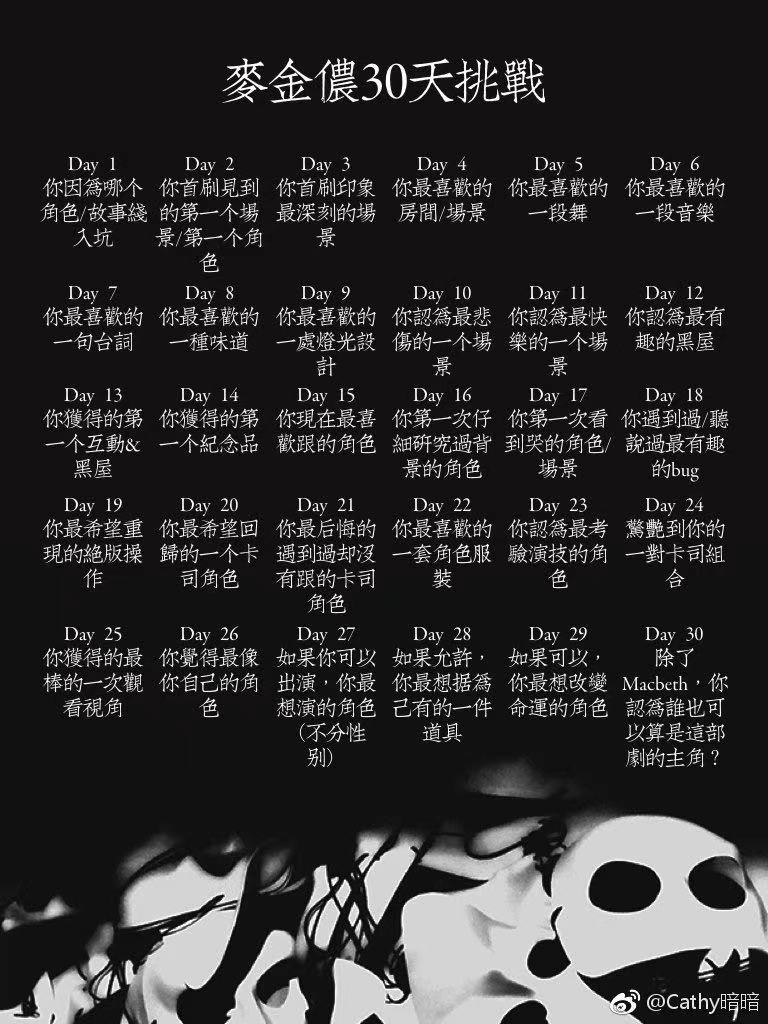 麥金儂30天挑戰
Day 1
你因爲哪个
角色/故事綫
入坑
Day 2
你首刷見到
的第一个場
景/第一个角
色
Day 3
你首刷印象
最深刻的場
景
Day 4
你最喜歡的
房間/場景
Day 5
你最喜歡的
一段舞
Day 6
你最喜歡的
一段音樂
Day 7
你最喜歡的
一句台詞
Day 8
你最喜歡的
一種味道
Day 9
你最喜歡的
一處燈光設
計
Day 10
你認爲最悲
傷的一个場
景
Day 11
你認爲最快
樂的一个場
景
Day 12
你認爲最有
趣的黑屋
Day 13
你獲得的第
一个互動&
黑屋
Day 14
你獲得的第
一个紀念品
Day 15
你現在最喜
歡跟的角色
Day 16
你第一次仔
細研究過背
景的角色
Day 17
你第一次看
到哭的角色/
場景
Day 18
你遇到過/聽
說過最有趣
的bug
Day 19
你最希望重
現的絕版操
作
Day 20
你最希望回
歸的一个卡
司角色
Day 21
你最后悔的
遇到過却沒
有跟的卡司
角色
Day 22
你最喜歡的
一套角色服
裝
Day 23
你認爲最考
驗演技的角
色
Day 24
驚艷到你的
一對卡司組
合
Day 25
你獲得的最
棒的一次觀
看視角
Day 26
你覺得最像
你自己的角
色
Day 27
如果你可以
出演，你最
想演的角色
（不分性
别）
Day 28
如果允許，
你最想据爲
己有的一件
道具
Day 29
如果可以，
你最想改變
命運的角色
Day 30
除了
Macbeth，你
認爲誰也可
以算是這部
劇的主角？
@Cathy暗暗